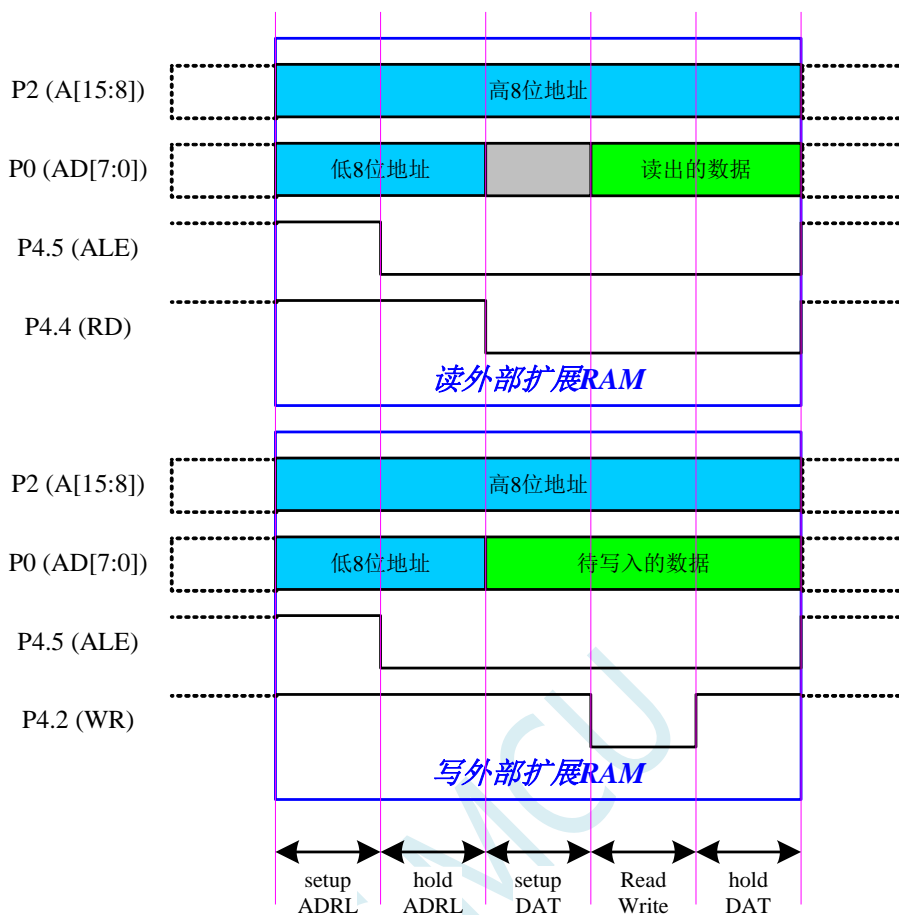 P2 (A[15:8])
高8位地址
P0 (AD[7:0])
低8位地址
读出的数据
P4.5 (ALE)
P4.4 (RD)
读外部扩展RAM
P2 (A[15:8])
高8位地址
P0 (AD[7:0])
低8位地址
待写入的数据
P4.5 (ALE)
P4.2 (WR)
写外部扩展RAM
setup
ADRL
hold
ADRL
setup
DAT
Read
Write
hold
DAT